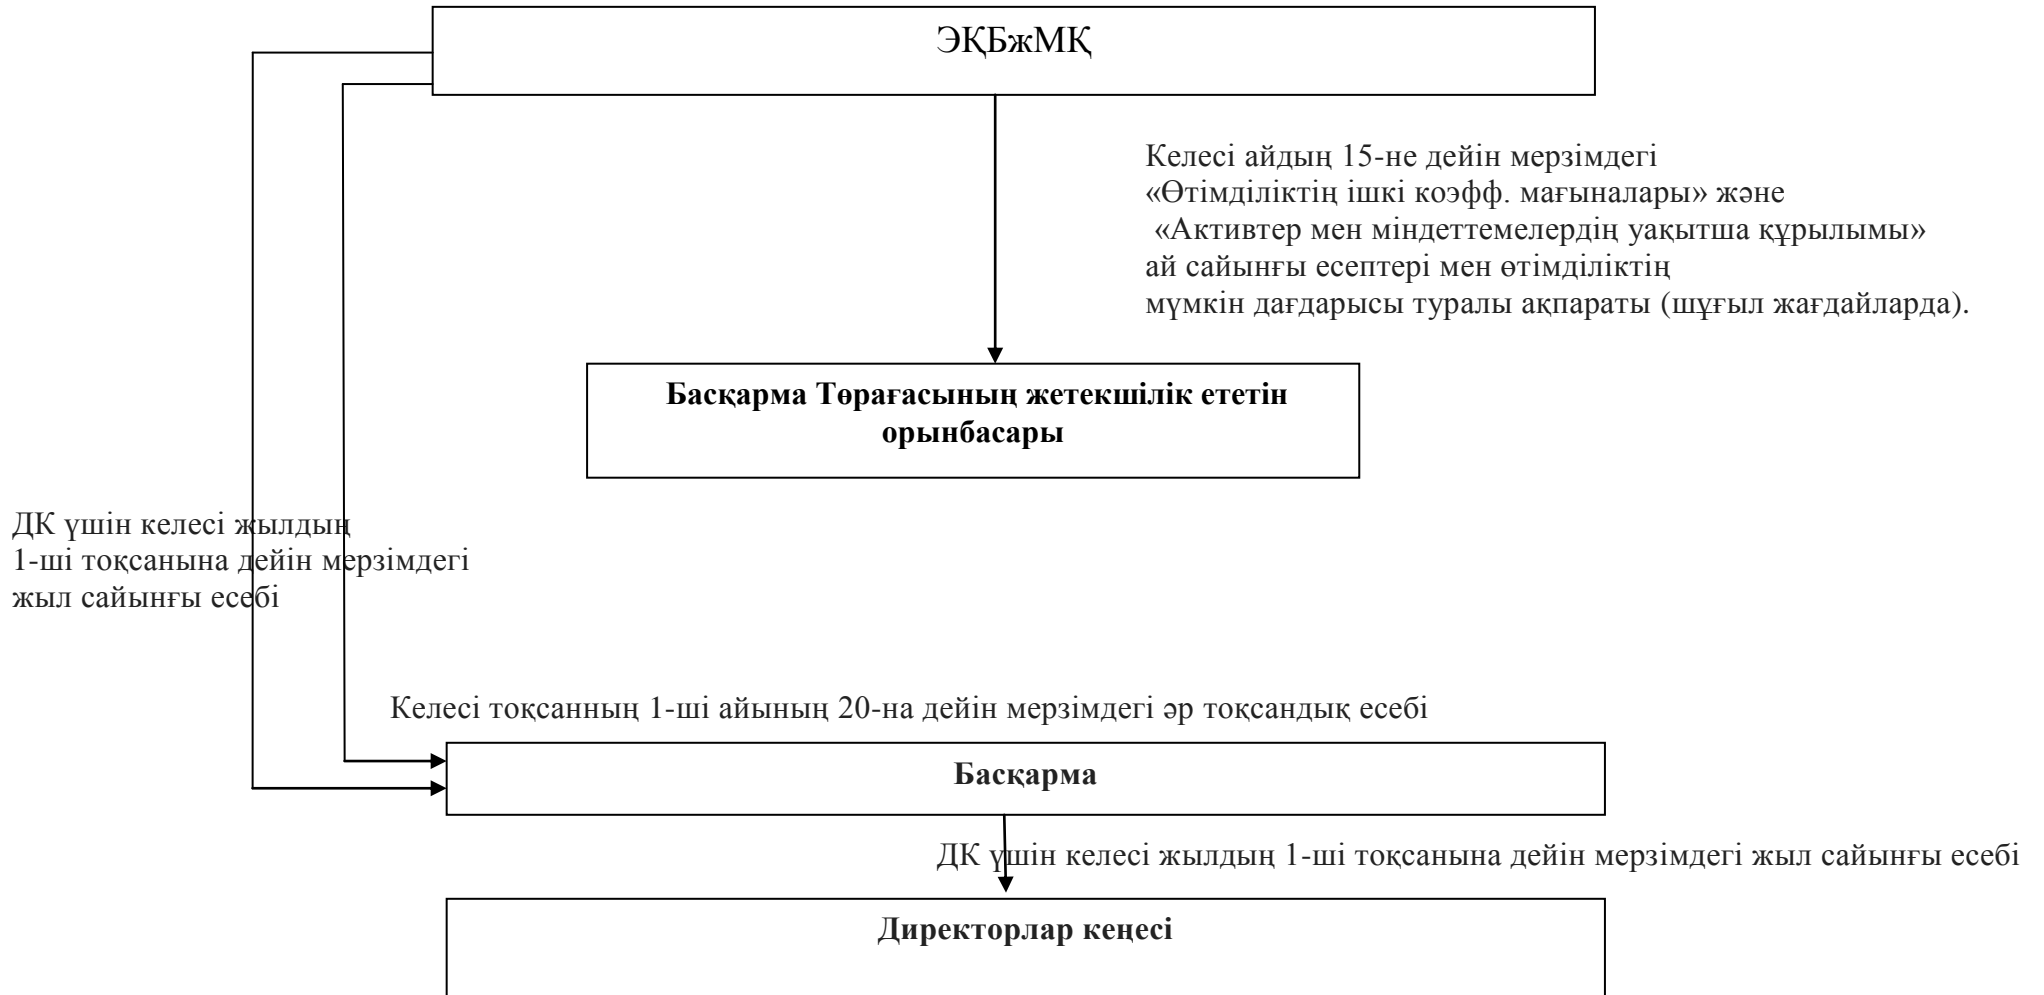 ЭҚБжМҚ
Келесі айдың 15-не дейін мерзімдегі
«Өтімділіктің ішкі коэфф. мағыналары» және
«Активтер мен міндеттемелердің уақытша құрылымы»
ай сайынғы есептері мен өтімділіктің
мүмкін дағдарысы туралы ақпараты (шұғыл жағдайларда).
Басқарма Төрағасының жетекшілік ететін
орынбасары
ДК үшін келесі жылдың
1-ші тоқсанына дейін мерзімдегі
жыл сайынғы есебі
Келесі тоқсанның 1-ші айының 20-на дейін мерзімдегі әр тоқсандық есебі
Басқарма
ДК үшін келесі жылдың 1-ші тоқсанына дейін мерзімдегі жыл сайынғы есебі
Директорлар кеңесі